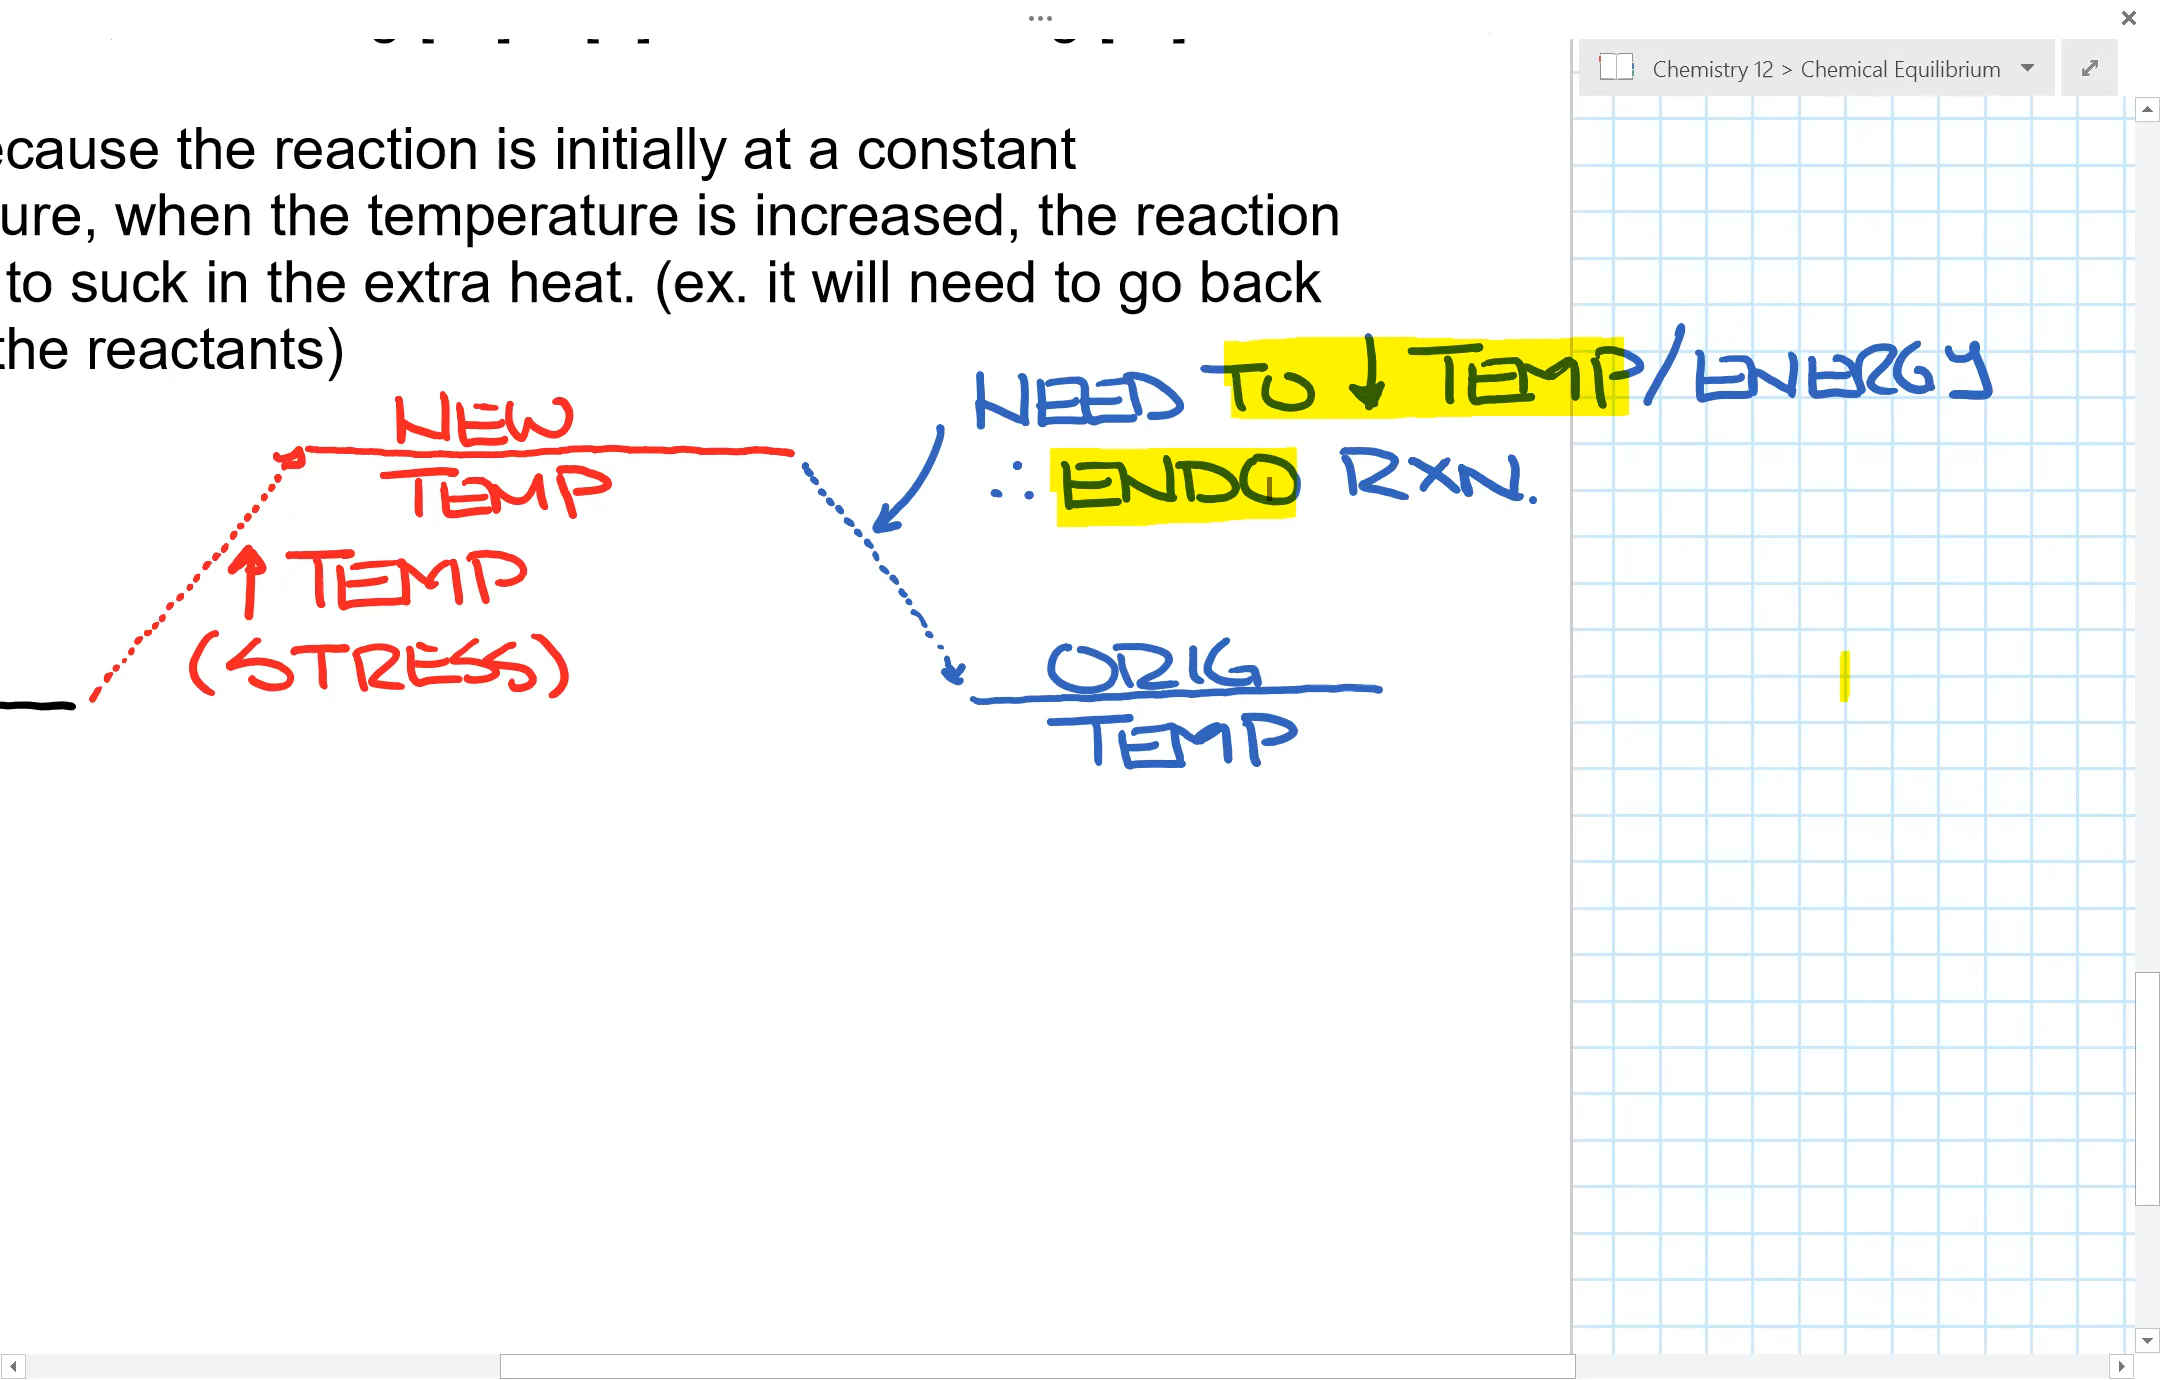 Chemistry 12 > Chemical Equilibrium
ecause the reaction is initially at a constant
ure, when the temperature is increased, the reaction
to suck in the extra heat. (ex. it will need to go back
the reactants)
NEED TO ↓ TEMP/ENERGY
∴ ENDO RXN.
NEW
TEMP
↑ TEMP
(STRESS)
ORIG
TEMP